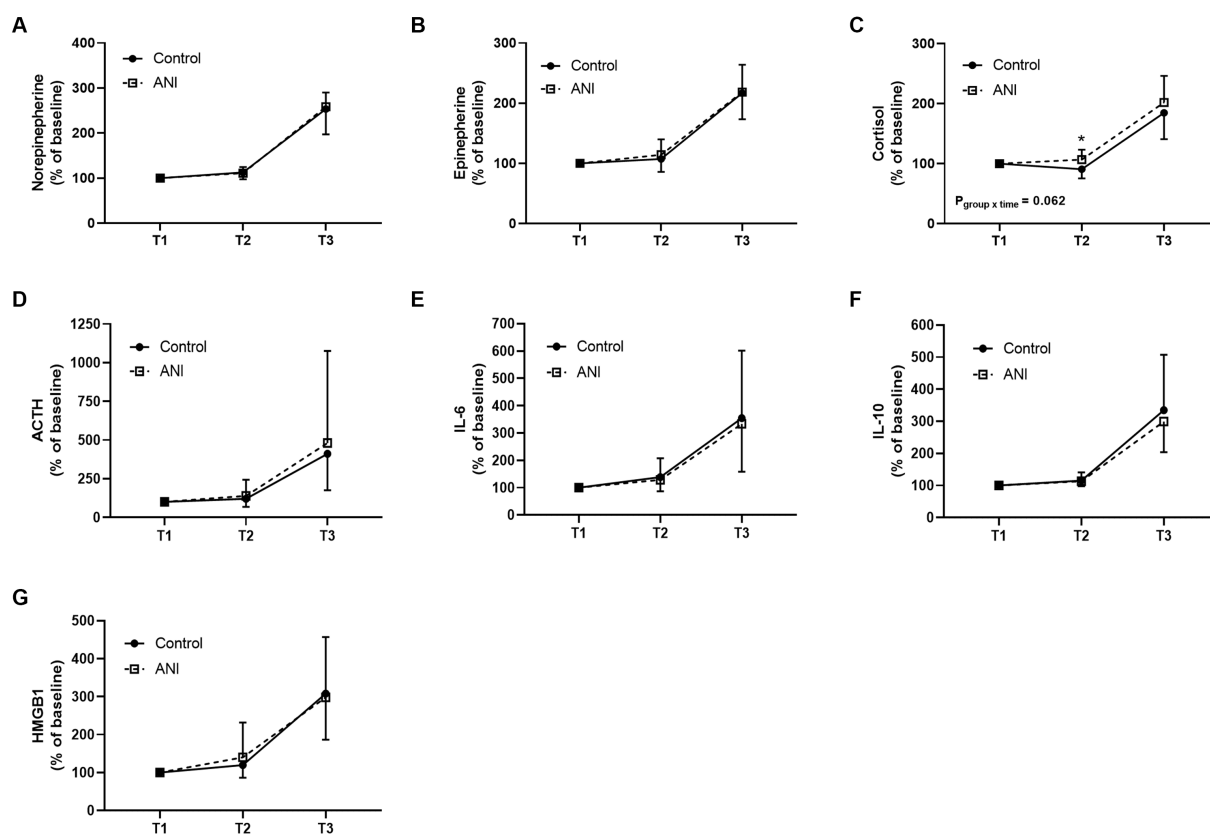 A
Norepinepherine
(% of baseline)
400
300
200
100
0
Control
ANI
T1 T2 T3
B
Epinepherine
(% of baseline)
300
200
100
0
Control
ANI
T1 T2 T3
C
Cortisol
(% of baseline)
300
200
100
0
Control
ANI
*
P group x time = 0.062
T1 T2 T3
D
ACTH
(% of baseline)
1250
1000
750
500
250
0
Control
ANI
T1 T2 T3
E
IL-6
(% of baseline)
700
600
500
400
300
200
100
0
Control
ANI
T1 T2 T3
F
IL-10
(% of baseline)
600
500
400
300
200
100
0
Control
ANI
T1 T2 T3
G
HMGB1
(% of baseline)
500
400
300
200
100
0
Control
ANI
T1 T2 T3